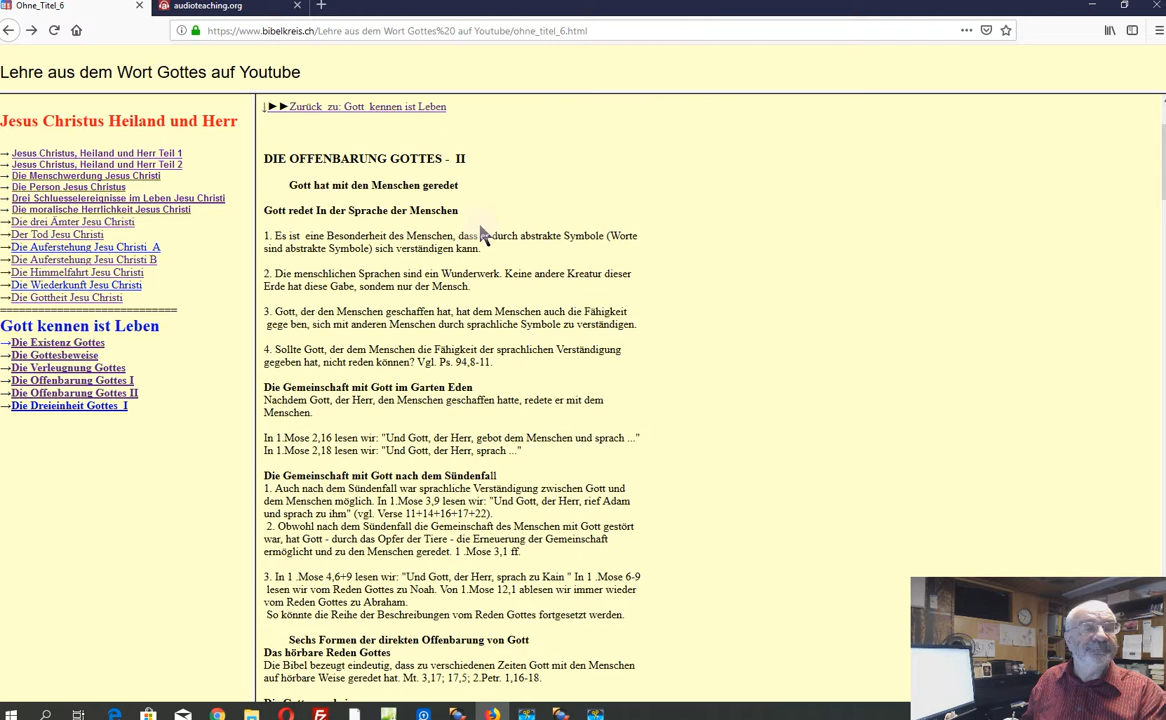 Ohne_Titel_6
audioteaching.org
https://www.bibelkreis.ch/Lehre aus dem Wort Gottes%20 auf Youtube/ohne_titel_6.html
Lehre aus dem Wort Gottes auf Youtube
Jesus Christus Heiland und Herr
→ Jesus Christus, Heiland und Herr Teil 1
→ Jesus Christus, Heiland und Herr Teil 2
→ Die Menschwerdung Jesu Christi
→ Die Person Jesus Christus
→ Drei Schluesselereignisse im Leben Jesu Christi
→ Die moralische Herrlichkeit Jesus Christi
→Die drei Ämter Jesu Christi
→Der Tod Jesu Christi
→Die Auferstehung Jesu Christi A
→Die Auferstehung Jesu Christi B
→Die Himmelfahrt Jesu Christi
→Die Wiederkunft Jesu Christi
→Die Gottheit Jesu Christi
============================
Gott kennen ist Leben
→Die Existenz Gottes
→Die Gottesbeweise
→Die Verleugnung Gottes
→Die Offenbarung Gottes I
→Die Offenbarung Gottes II
→Die Dreieinheit Gottes I
↓►►Zurück zu: Gott kennen ist Leben
DIE OFFENBARUNG GOTTES - II
Gott hat mit den Menschen geredet
Gott redet In der Sprache der Menschen
1. Es ist eine Besonderheit des Menschen, dass durch abstrakte Symbole (Worte
sind abstrakte Symbole) sich verständigen kann.
2. Die menschlichen Sprachen sind ein Wunderwerk. Keine andere Kreatur dieser
Erde hat diese Gabe, sondem nur der Mensch.
3. Gott, der den Menschen geschaffen hat, hat dem Menschen auch die Fähigkeit
gege ben, sich mit anderen Menschen durch sprachliche Symbole zu verständigen.
4. Sollte Gott, der dem Menschen die Fähigkeit der sprachlichen Verständigung
gegeben hat, nicht reden können? Vgl. Ps. 94,8-11.
Die Gemeinschaft mit Gott im Garten Eden
Nachdem Gott, der Herr, den Menschen geschaffen hatte, redete er mit dem
Menschen.
In 1.Mose 2,16 lesen wir: "Und Gott, der Herr, gebot dem Menschen und sprach ..."
In 1.Mose 2,18 lesen wir: "Und Gott, der Herr, sprach ..."
Die Gemeinschaft mit Gott nach dem Sündenfall
1. Auch nach dem Sündenfall war sprachliche Verständigung zwischen Gott und
dem Menschen möglich. In 1.Mose 3,9 lesen wir: "Und Gott, der Herr, rief Adam
und sprach zu ihm" (vgl. Verse 11+14+16+17+22).
2. Obwohl nach dem Sündenfall die Gemeinschaft des Menschen mit Gott gestört
war, hat Gott - durch das Opfer der Tiere - die Erneuerung der Gemeinschaft
ermöglicht und zu den Menschen geredet. 1 .Mose 3,1 ff.
3. In 1 .Mose 4,6+9 lesen wir: "Und Gott, der Herr, sprach zu Kain " In 1 .Mose 6-9
lesen wir vom Reden Gottes zu Noah. Von 1.Mose 12,1 ablesen wir immer wieder
vom Reden Gottes zu Abraham.
So könnte die Reihe der Beschreibungen vom Reden Gottes fortgesetzt werden.
Sechs Formen der direkten Offenbarung von Gott
Das hörbare Reden Gottes
Die Bibel bezeugt eindeutig, dass zu verschiedenen Zeiten Gott mit den Menschen
auf hörbare Weise geredet hat. Mt. 3,17; 17,5; 2.Petr. 1,16-18.